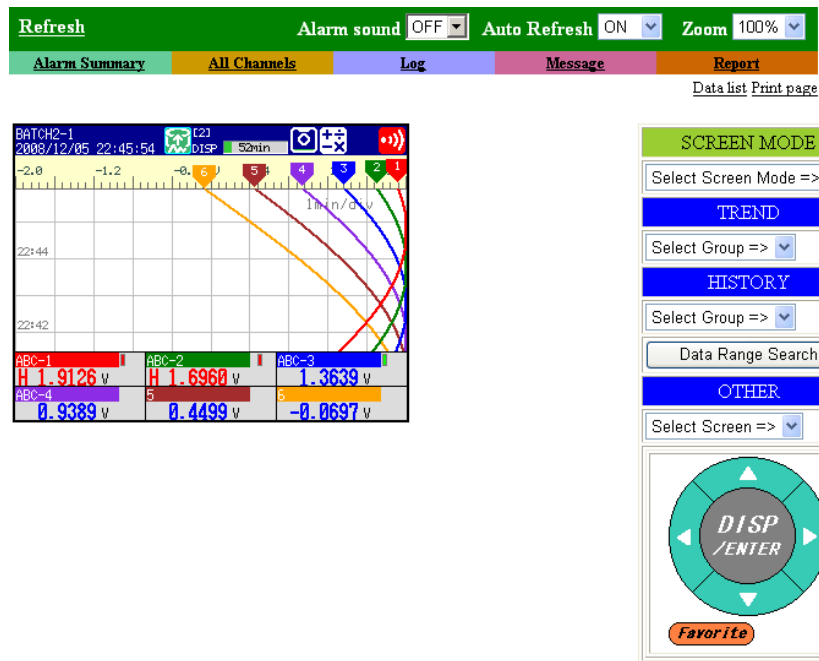 Refresh Alarm sound OFF Auto Refresh ON Zoom 100%
Alarm Summary All Channels Log Message Report
Data list Print page
BATCH2-1 [2]
2008/12/05 22:45:54 DISP 52min
-2.0 -1.2 -0. 6 5 4 3 2 1
1min/div
22:44
22:42
ABC-1 ABC-2 ABC-3
H 1.9126 V H 1.6960 V 1.3639 V
ABC-4 5 6
0.9389 V 0.4499 V -0.0697 V
SCREEN MODE
Select Screen Mode =>
TREND
Select Group =>
HISTORY
Select Group =>
Data Range Search
OTHER
Select Screen =>
DISP
/ENTER
Favorite